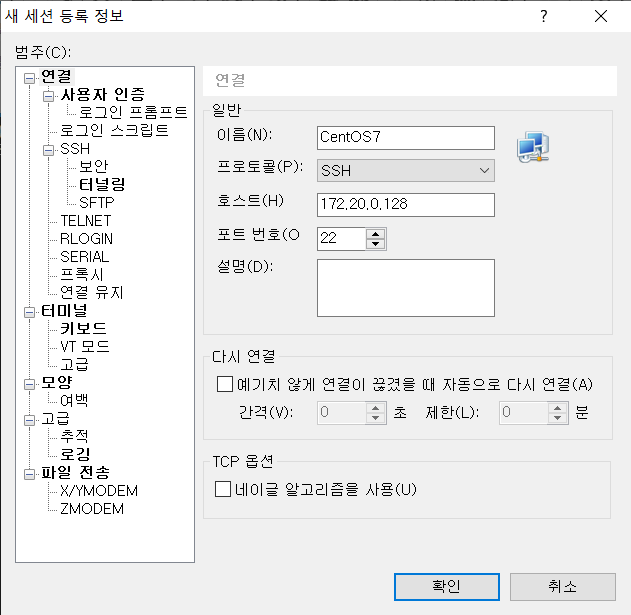 새 세션 등록 정보
범주(C):
연결
사용자 인증
로그인 프롬프트
로그인 스크립트
SSH
보안
터널링
SFTP
TELNET
RLOGIN
SERIAL
프록시
연결 유지
터미널
키보드
VT 모드
고급
모양
여백
고급
추적
로깅
파일 전송
X/YMODEM
ZMODEM
연결
일반
이름(N): CentOS7
프로토콜(P): SSH
호스트(H) 172.20.0.128
포트 번호(O 22
설명(D):
다시 연결
예기치 않게 연결이 끊겼을 때 자동으로 다시 연결(A)
간격(V): 0 초 제한(L): 0 분
TCP 옵션
네이글 알고리즘을 사용(U)
확인 취소